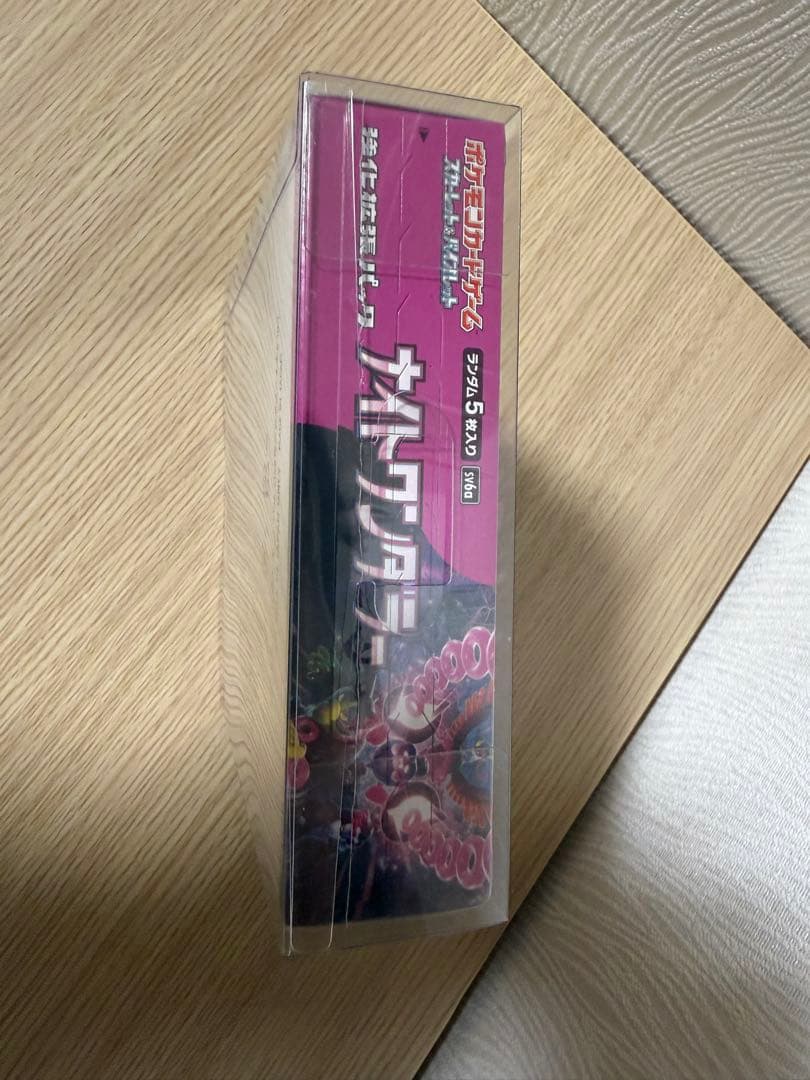 ポケモンカードゲーム
スカーレット&バイオレット
強化拡張パック
ナイトワンダラー
ランダム5枚入り
SV6a